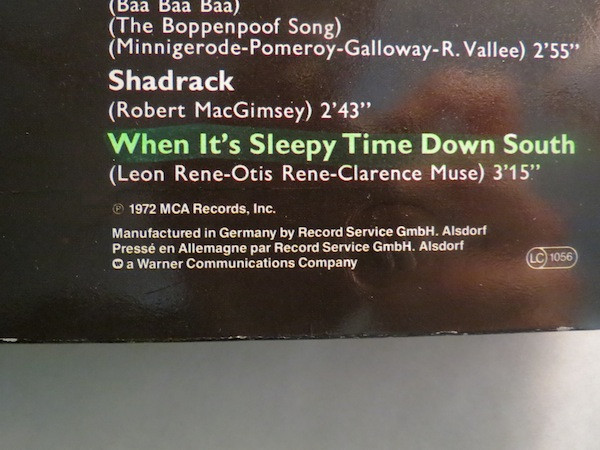 (Baa Baa Baa)
(The Boppenpoof Song)
(Minnigerode-Pomeroy-Galloway-R. Vallee) 2'55”
Shadrack
(Robert MacGimsey) 2'43”
When It's Sleepy Time Down South
(Leon Rene-Otis Rene-Clarence Muse) 3'15”
℗ 1972 MCA Records, Inc.
Manufactured in Germany by Record Service GmbH. Alsdorf
Pressé en Allemagne par Record Service GmbH. Alsdorf
a Warner Communications Company
LC 1056